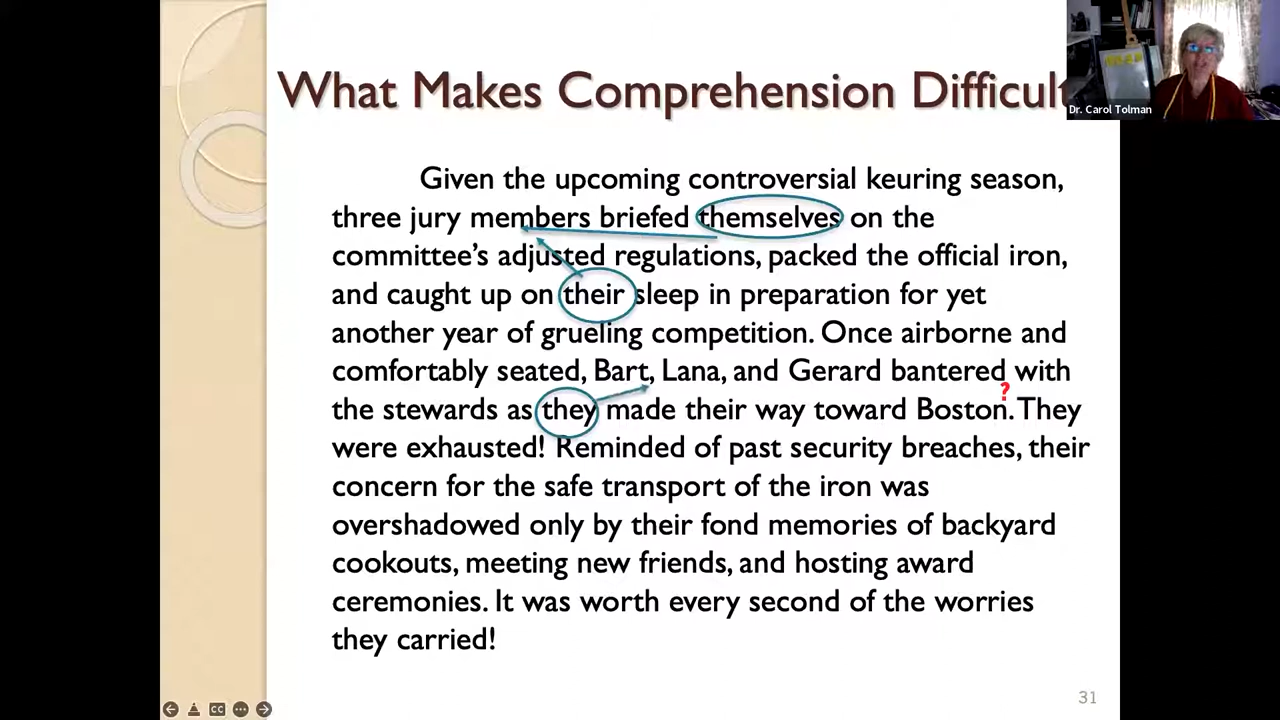 What Makes Comprehension Difficult
Dr. Carol Tolman
Given the upcoming controversial keuring season,
three jury members briefed themselves on the
committee’s adjusted regulations, packed the official iron,
and caught up on their sleep in preparation for yet
another year of grueling competition. Once airborne and
comfortably seated, Bart, Lana, and Gerard bantered with
?
the stewards as they made their way toward Boston. They
were exhausted! Reminded of past security breaches, their
concern for the safe transport of the iron was
overshadowed only by their fond memories of backyard
cookouts, meeting new friends, and hosting award
ceremonies. It was worth every second of the worries
they carried!
31
CC